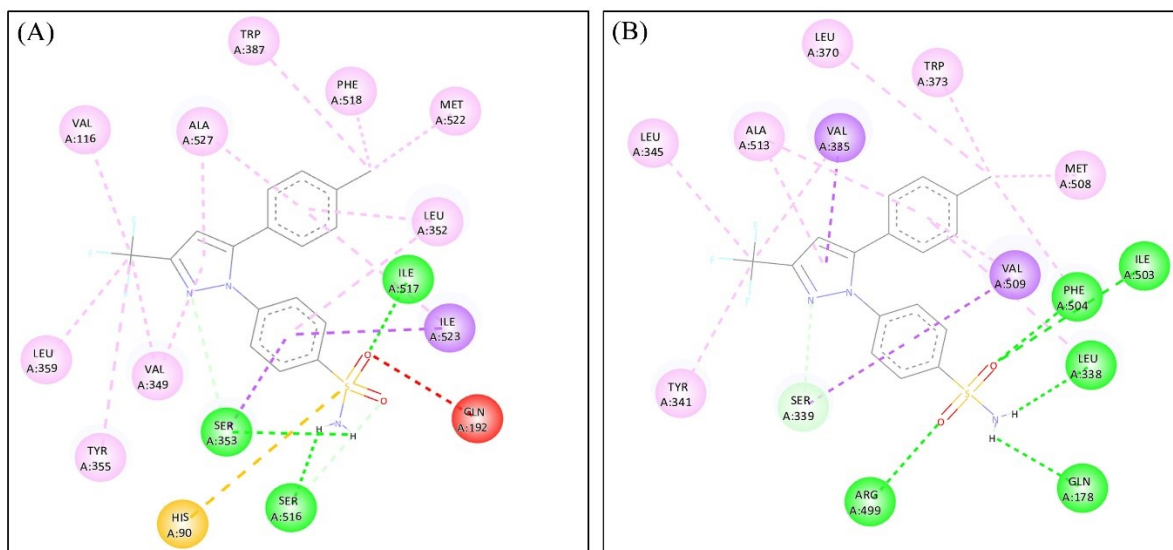 (A)
TRP
A:387
PHE
A:518
MET
A:522
VAL
A:116
ALA
A:527
LEU
A:352
ILE
A:517
ILE
A:523
F
F
F
N
N
LEU
A:359
VAL
A:349
O
S
O
GLN
A:192
SER
A:353
N
H
H
TYR
A:355
SER
A:516
HIS
A:90
(B)
LEU
A:370
TRP
A:373
LEU
A:345
ALA
A:513
VAL
A:335
MET
A:508
VAL
A:509
ILE
A:503
PHE
A:504
F
F
F
N
N
LEU
A:338
TYR
A:341
SER
A:339
O
S
O
N
H
H
GLN
A:178
ARG
A:499